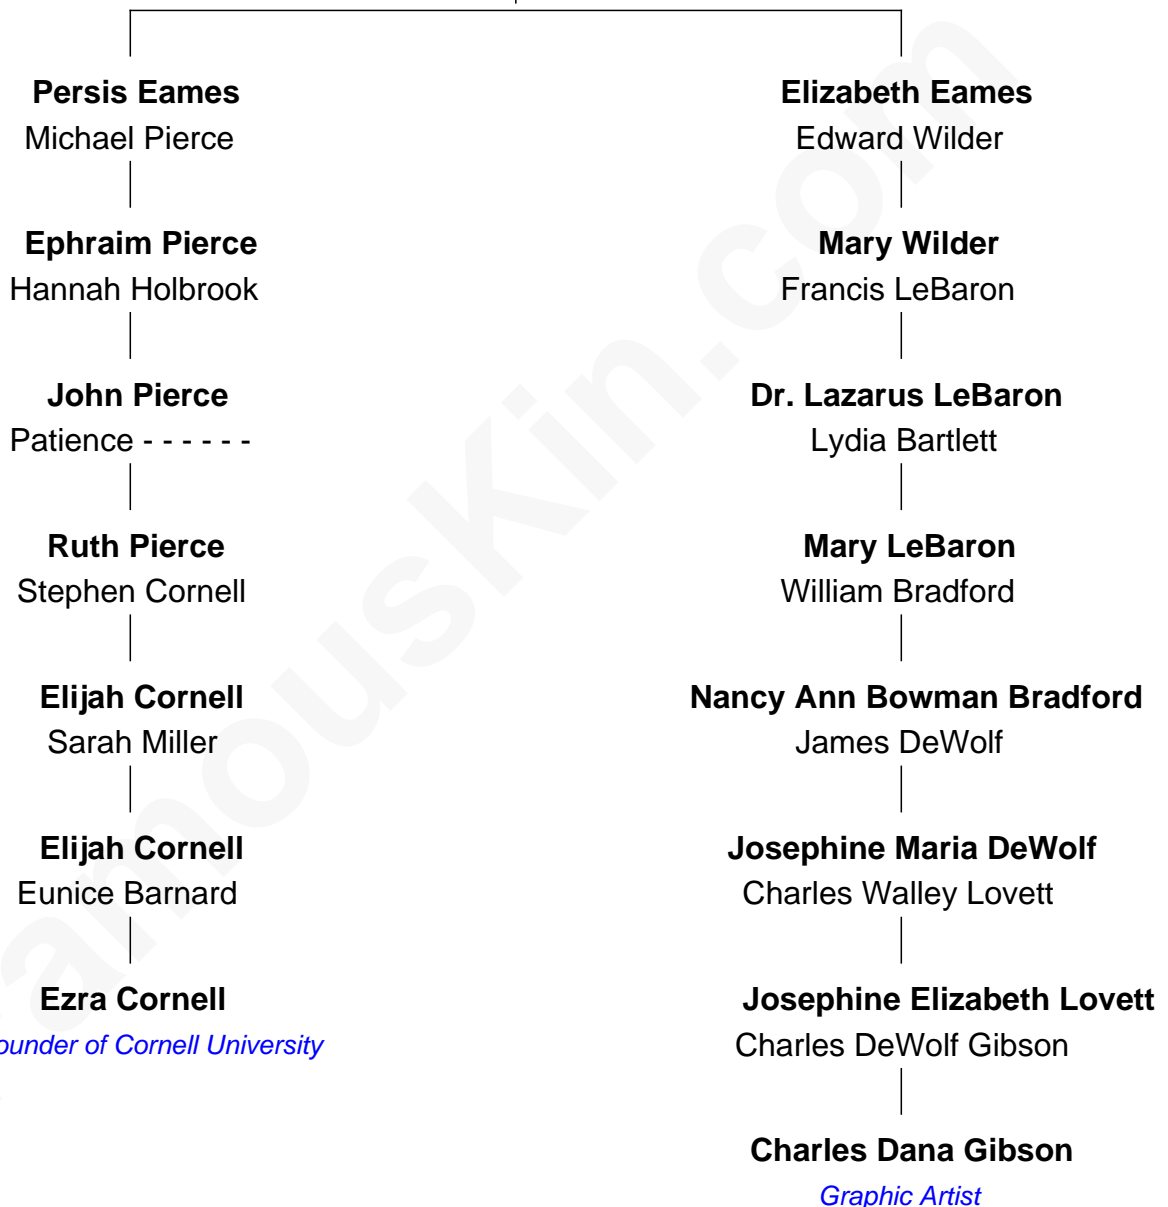 Persis Eames
Michael Pierce
Ephraim Pierce
Hannah Holbrook
John Pierce
Patience - - - - - -
Ruth Pierce
Stephen Cornell
Elijah Cornell
Sarah Miller
Elijah Cornell
Eunice Barnard
Ezra Cornell
ounder of Cornell University
Elizabeth Eames
Edward Wilder
Mary Wilder
Francis LeBaron
Dr. Lazarus LeBaron
Lydia Bartlett
Mary LeBaron
William Bradford
Nancy Ann Bowman Bradford
James DeWolf
Josephine Maria DeWolf
Charles Walley Lovett
Josephine Elizabeth Lovett
Charles DeWolf Gibson
Charles Dana Gibson
Graphic Artist
amouskin.com